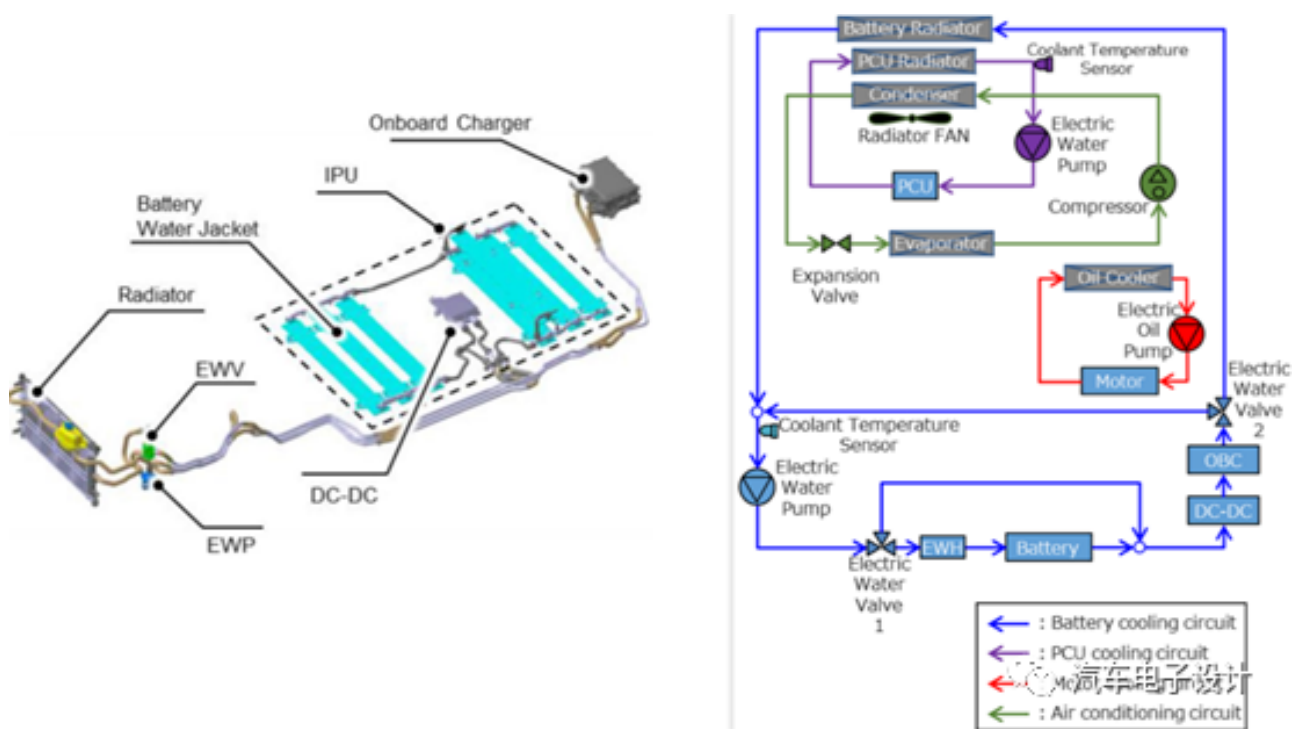 Onboard Charger
IPU
Battery
Water Jacket
Radiator
EWV
DC-DC
EWP
Battery Radiator
PCU Radiator
Coolant Temperature
Sensor
Condenser
Radiator FAN
Electric
Water
Pump
PCU
Compressor
Evaporator
Expansion
Valve
Oil Cooler
Electric
Oil
Pump
Motor
Electric
Water
Valve
2
Coolant Temperature
Sensor
Electric
Water
Pump
OBC
DC-DC
EWH
Battery
Electric
Water
Valve
1
: Battery cooling circuit
: PCU cooling circuit
: Motor cooling circuit
汽车电子设计
: Air conditioning circuit